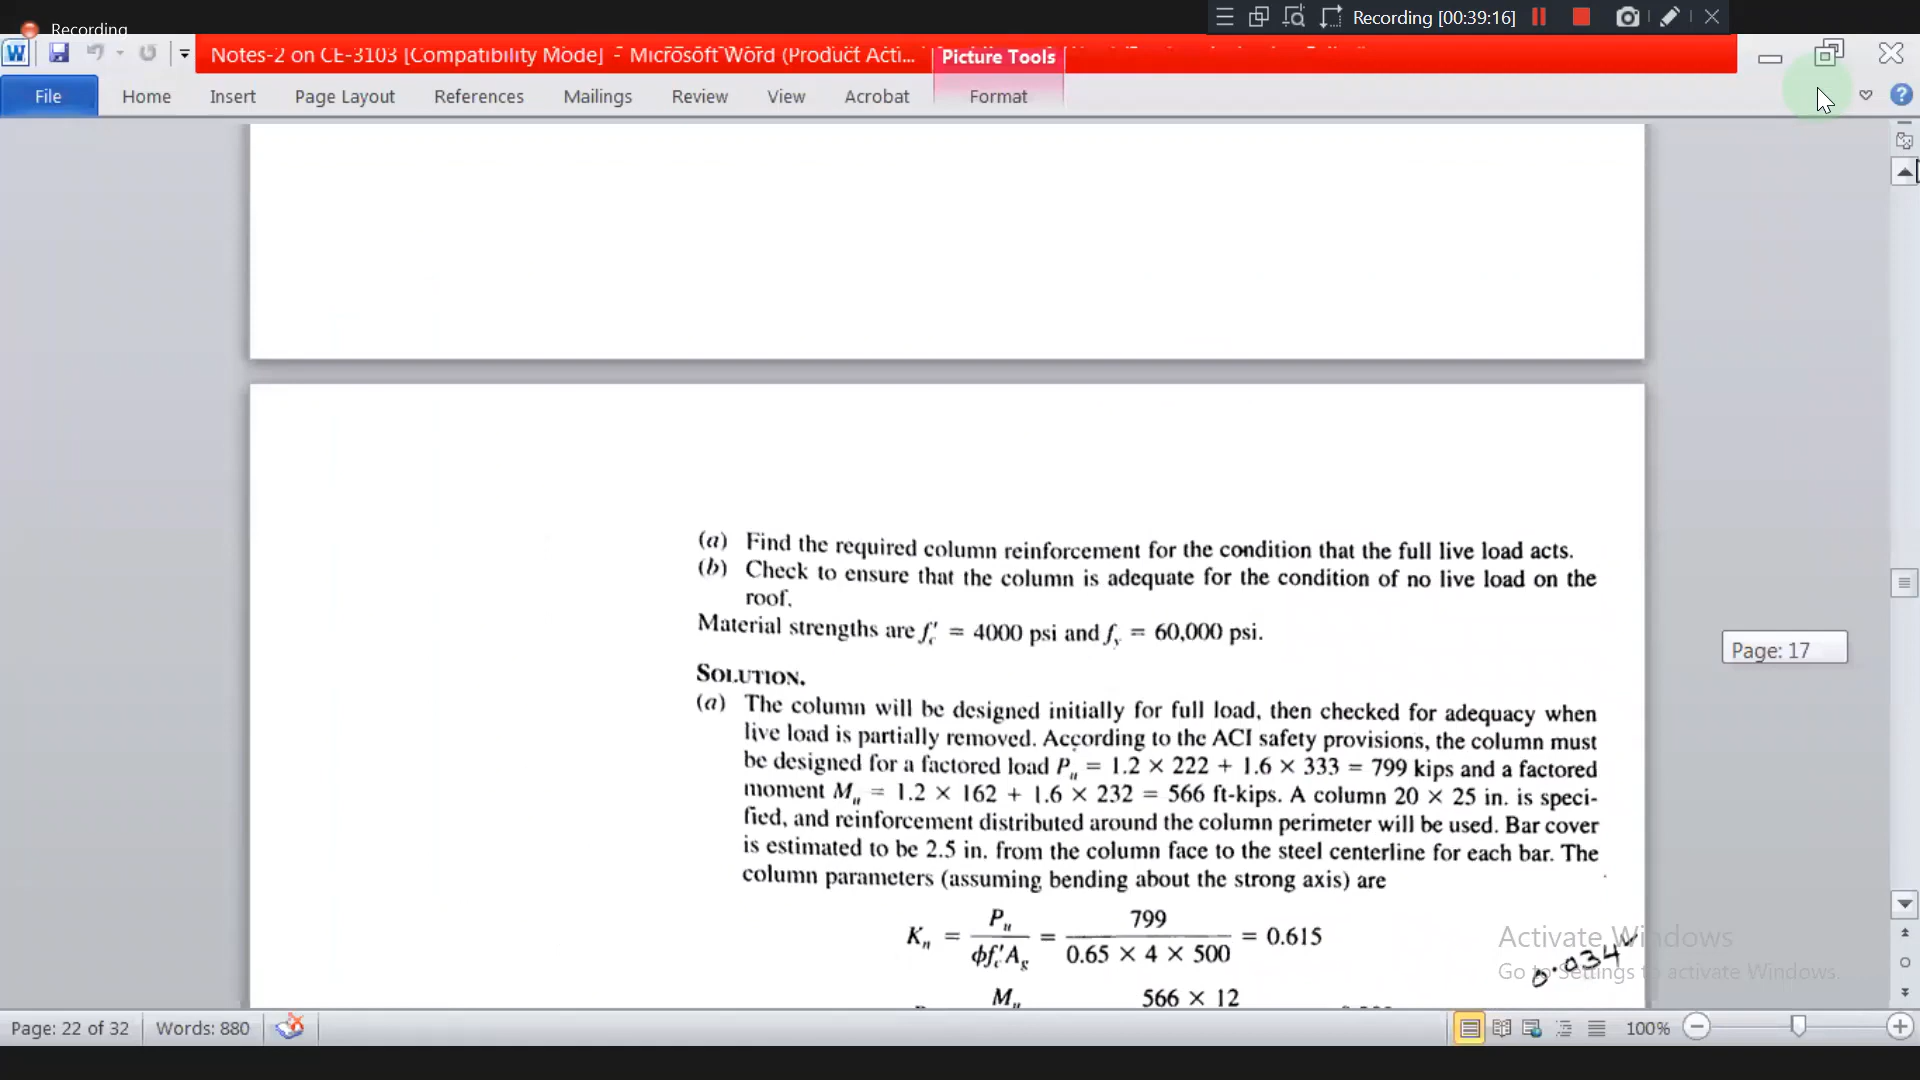 Recording
Recording [00:39:16]
Notes-2 on CE-3103 [Compatibility Mode] - Microsoft Word (Product Acti...
Picture Tools
File Home Insert Page Layout References Mailings Review View Acrobat Format
(a) Find the required column reinforcement for the condition that the full live load acts.
(b) Check to ensure that the column is adequate for the condition of no live load on the
roof.
Material strengths are f′c = 4000 psi and fy = 60,000 psi.
SOLUTION.
(a) The column will be designed initially for full load, then checked for adequacy when
live load is partially removed. According to the ACI safety provisions, the column must
be designed for a factored load Pu = 1.2 × 222 + 1.6 × 333 = 799 kips and a factored
moment Mu = 1.2 × 162 + 1.6 × 232 = 566 ft-kips. A column 20 × 25 in. is speci-
fied, and reinforcement distributed around the column perimeter will be used. Bar cover
is estimated to be 2.5 in. from the column face to the steel centerline for each bar. The
column parameters (assuming bending about the strong axis) are
Kn = Pu / ϕf′cAg = 799 / 0.65 × 4 × 500 = 0.615
Mu 566 × 12
0.034
Page: 17
Activate Windows
Go to Settings to activate Windows.
Page: 22 of 32 Words: 880 100%